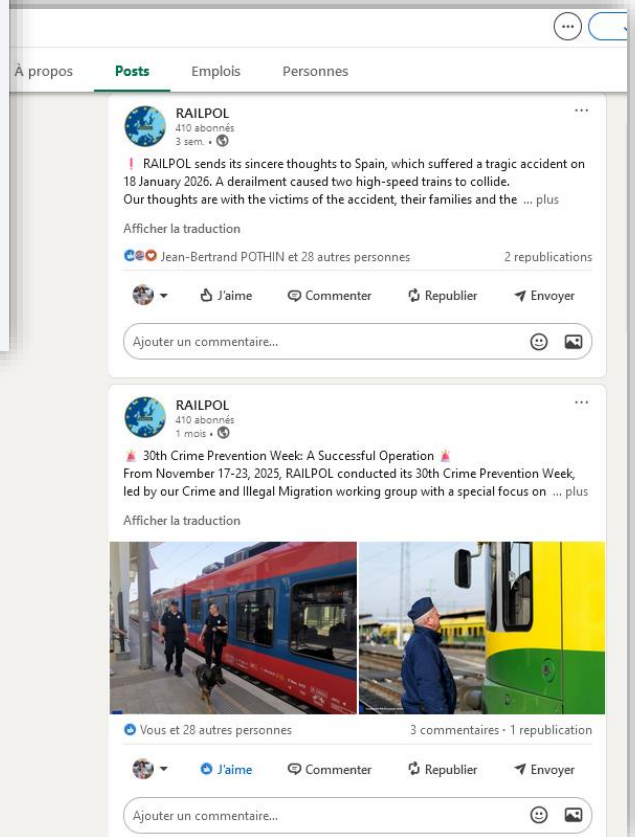 À propos
Posts
Emplois
Personnes
RAILPOL
410 abonnés
3 sem. •
❗ RAILPOL sends its sincere thoughts to Spain, which suffered a tragic accident on
18 January 2026. A derailment caused two high-speed trains to collide.
Our thoughts are with the victims of the accident, their families and the ... plus
Afficher la traduction
Jean-Bertrand POTHIN et 28 autres personnes
2 republications
J'aime
Commenter
Republier
Envoyer
Ajouter un commentaire...
RAILPOL
410 abonnés
1 mois •
🚨 30th Crime Prevention Week: A Successful Operation 🚨
From November 17-23, 2025, RAILPOL conducted its 30th Crime Prevention Week,
led by our Crime and Illegal Migration working group with a special focus on ... plus
Afficher la traduction
Vous et 28 autres personnes
3 commentaires · 1 republication
J'aime
Commenter
Republier
Envoyer
Ajouter un commentaire...